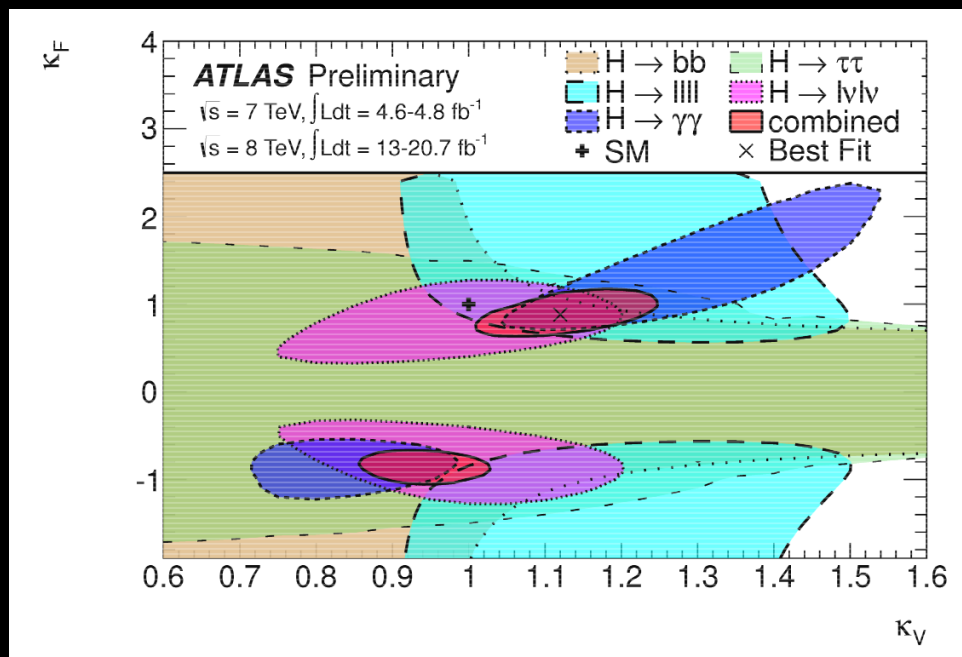 κ_F
4
3
2
1
0
-1
ATLAS Preliminary
√s = 7 TeV, ∫Ldt = 4.6-4.8 fb⁻¹
√s = 8 TeV, ∫Ldt = 13-20.7 fb⁻¹
H → bb
H → ττ
H → llll
H → lνlν
H → γγ
combined
SM
Best Fit
0.6 0.7 0.8 0.9 1 1.1 1.2 1.3 1.4 1.5 1.6
κ_V